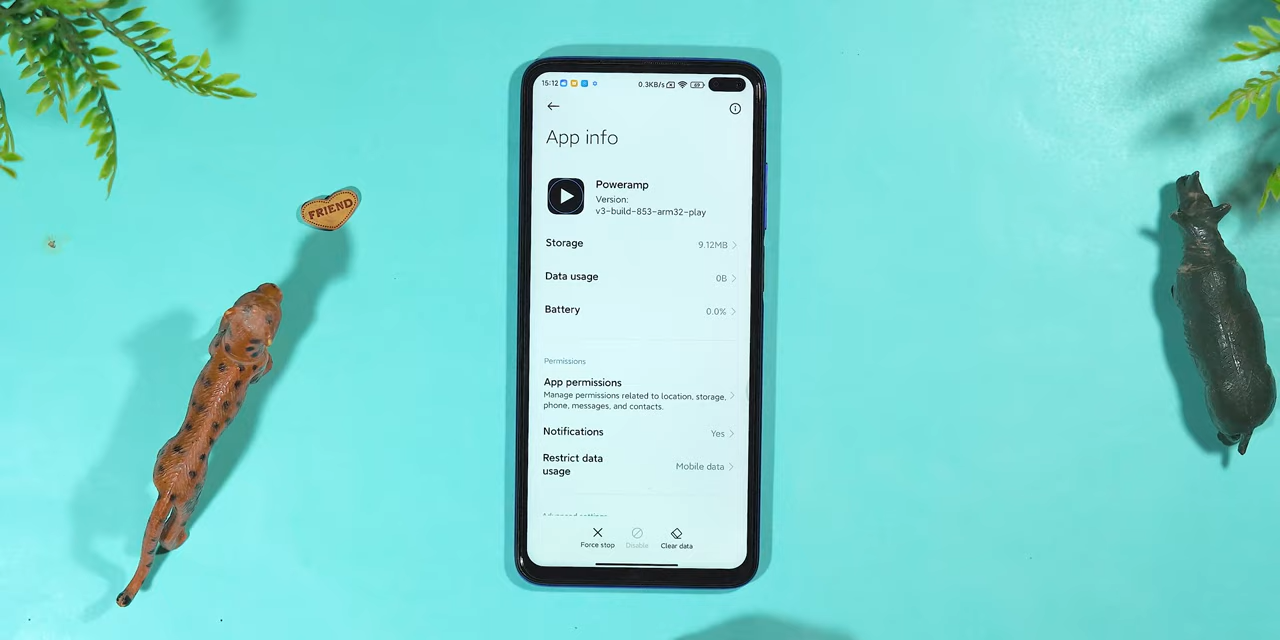 15:12
0.3KB/s
69
App info
Poweramp
Version:
v3-build-853-arm32-play
Storage
9.12MB
Data usage
0B
Battery
0.0%
Permissions
App permissions
Manage permissions related to location, storage,
phone, messages, and contacts.
Notifications
Yes
Restrict data
usage
Mobile data
Force stop
Disable
Clear data
FRIEND